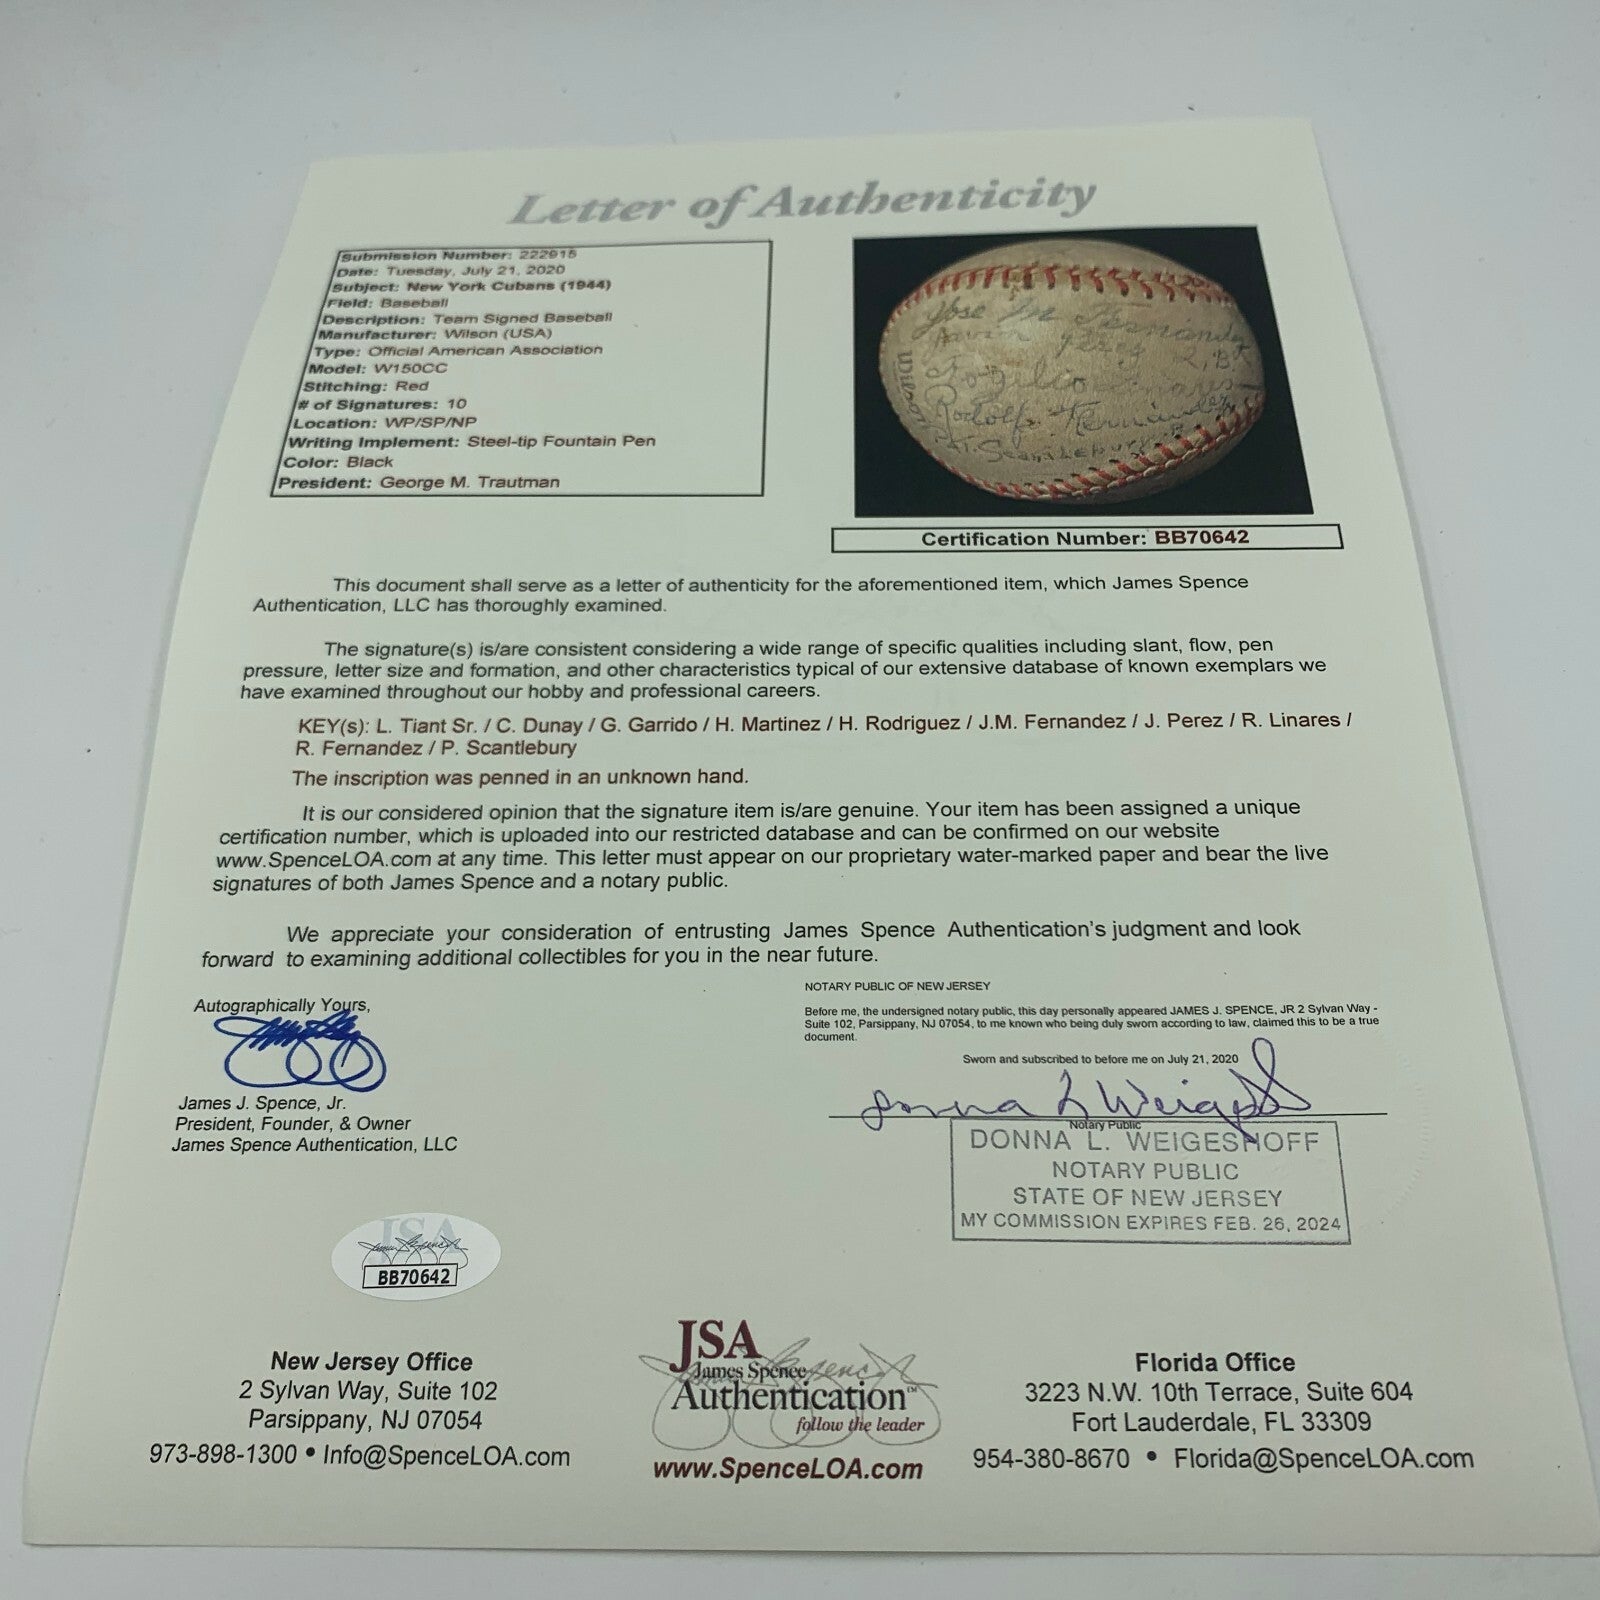 Letter of Authenticity
Submission Number: 222915
Date: Tuesday, July 21, 2020
Subject: New York Cubans (1944)
Field: Baseball
Description: Team Signed Baseball
Manufacturer: Wilson (USA)
Type: Official American Association
Model: W150CC
Stitching: Red
# of Signatures: 10
Location: WP/SP/NP
Writing Implement: Steel-tip Fountain Pen
Color: Black
President: George M. Trautman
Jose M Fernandez
Javier Perez 2, B.
Rogelio Linares
Rodolfo Fernandez
P.T. Scantlebury. P.
Wilson
Certification Number: BB70642
This document shall serve as a letter of authenticity for the aforementioned item, which James Spence
Authentication, LLC has thoroughly examined.
The signature(s) is/are consistent considering a wide range of specific qualities including slant, flow, pen
pressure, letter size and formation, and other characteristics typical of our extensive database of known exemplars we
have examined throughout our hobby and professional careers.
KEY(s): L. Tiant Sr. / C. Dunay / G. Garrido / H. Martinez / H. Rodriguez / J.M. Fernandez / J. Perez / R. Linares /
R. Fernandez / P. Scantlebury
The inscription was penned in an unknown hand.
It is our considered opinion that the signature item is/are genuine. Your item has been assigned a unique
certification number, which is uploaded into our restricted database and can be confirmed on our website
www.SpenceLOA.com at any time. This letter must appear on our proprietary water-marked paper and bear the live
signatures of both James Spence and a notary public.
We appreciate your consideration of entrusting James Spence Authentication's judgment and look
forward to examining additional collectibles for you in the near future.
Autographically Yours,
James J. Spence, Jr.
President, Founder, & Owner
James Spence Authentication, LLC
NOTARY PUBLIC OF NEW JERSEY
Before me, the undersigned notary public, this day personally appeared JAMES J. SPENCE, JR 2 Sylvan Way -
Suite 102, Parsippany, NJ 07054, to me known who being duly sworn according to law, claimed this to be a true
document.
Sworn and subscribed to before me on July 21, 2020
Donna L Weigeshoff
Notary Public
DONNA L. WEIGESHOFF
NOTARY PUBLIC
STATE OF NEW JERSEY
MY COMMISSION EXPIRES FEB. 26, 2024
JSA
James Spence Jr
BB70642
New Jersey Office
2 Sylvan Way, Suite 102
Parsippany, NJ 07054
973-898-1300 • Info@SpenceLOA.com
JSA
James Spence
Authentication™
follow the leader
www.SpenceLOA.com
Florida Office
3223 N.W. 10th Terrace, Suite 604
Fort Lauderdale, FL 33309
954-380-8670 • Florida@SpenceLOA.com